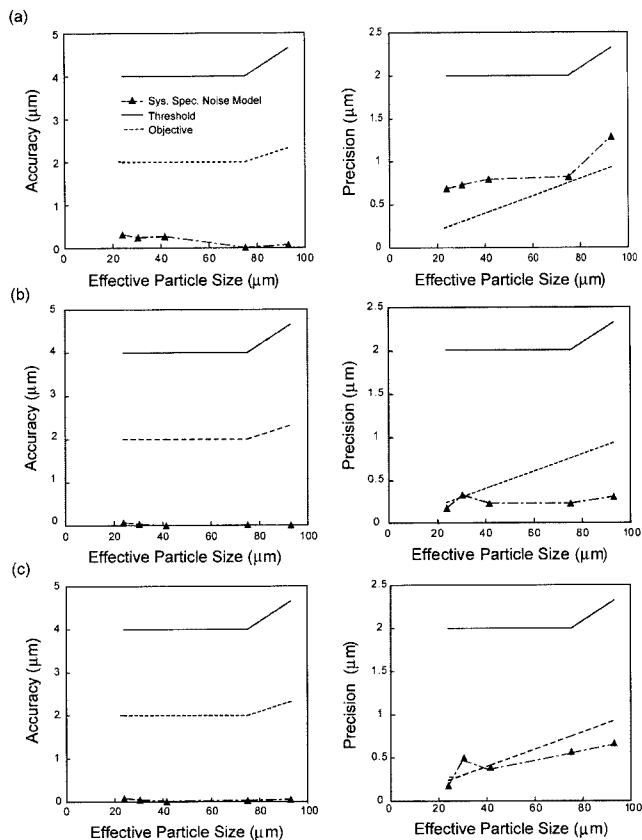 (a)
5
4
3
2
1
0
Accuracy (µm)
Sys. Spec. Noise Model
Threshold
Objective
0 20 40 60 80 100
Effective Particle Size (µm)
2.5
2
1.5
1
0.5
0
Precision (µm)
0 20 40 60 80 100
Effective Particle Size (µm)
(b)
5
4
3
2
1
0
Accuracy (µm)
0 20 40 60 80 100
Effective Particle Size (µm)
2.5
2
1.5
1
0.5
0
Precision (µm)
0 20 40 60 80 100
Effective Particle Size (µm)
(c)
5
4
3
2
1
0
Accuracy (µm)
0 20 40 60 80 100
Effective Particle Size (µm)
2.5
2
1.5
1
0.5
0
Precision (µm)
0 20 40 60 80 100
Effective Particle Size (µm)